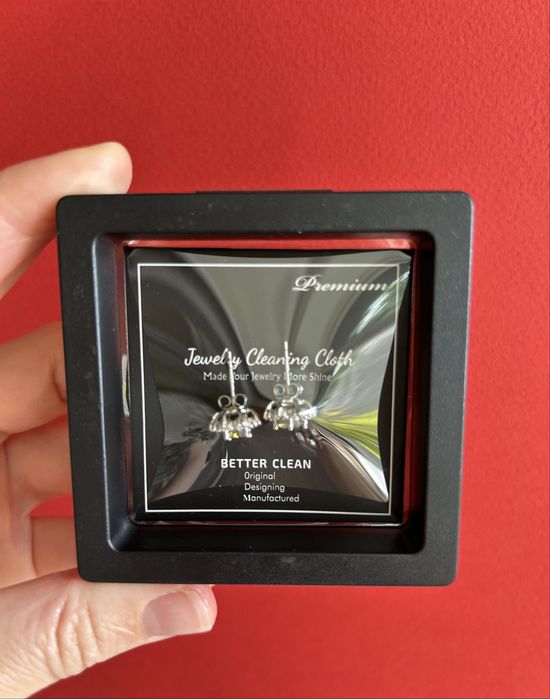 Premium
Jewelry Cleaning Cloth
Made Your Jewelry More Shine
BETTER CLEAN
Original
Designing
Manufactured